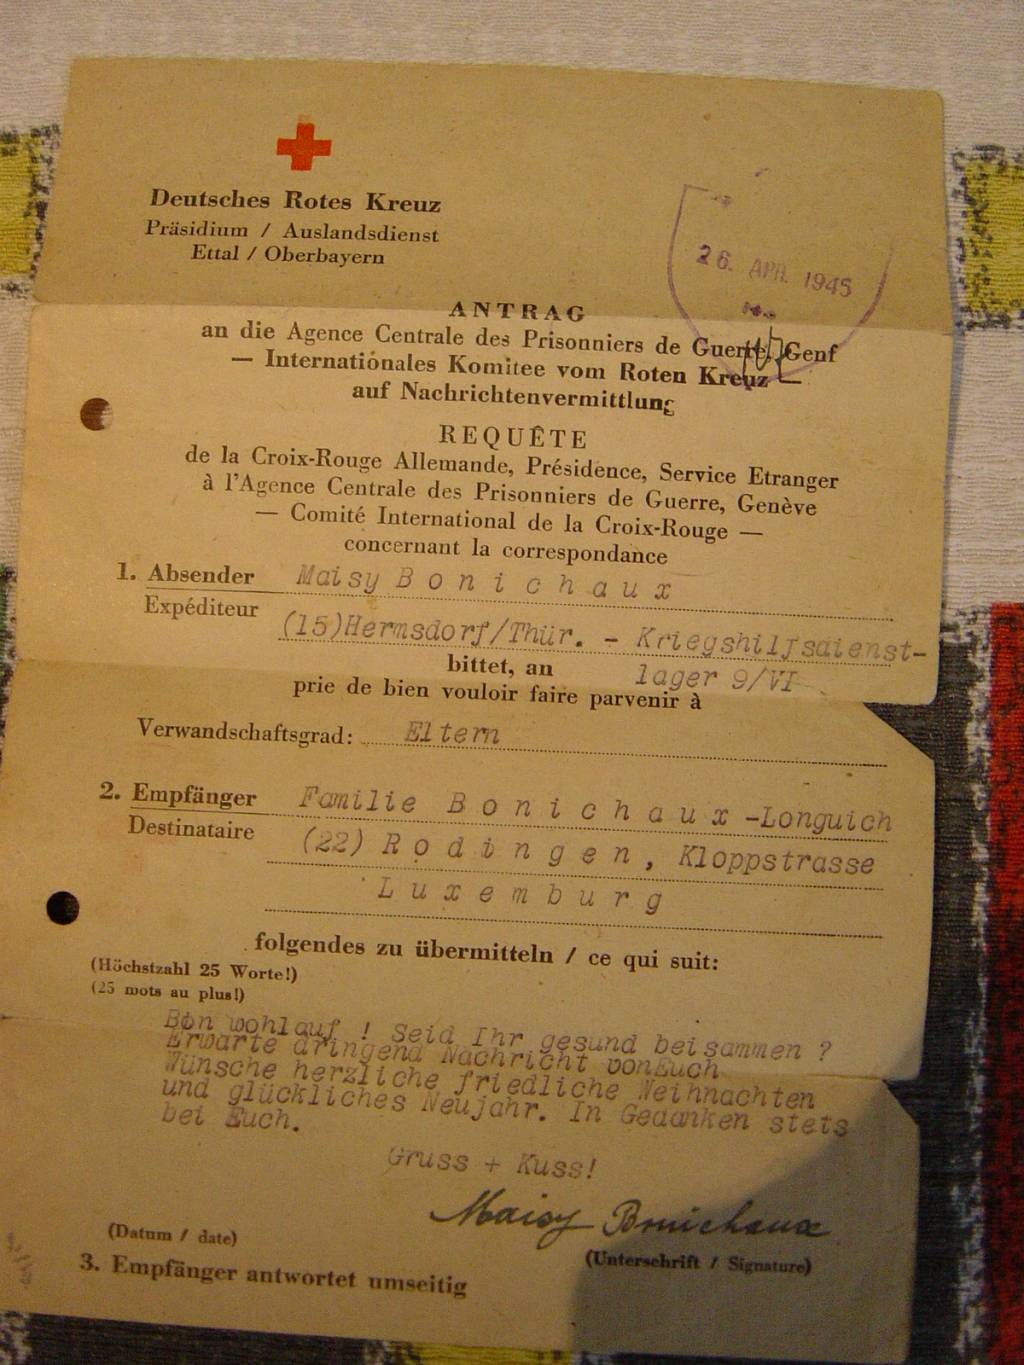 Deutsches Rotes Kreuz
Präsidium / Auslandsdienst
Ettal / Oberbayern
26. APR. 1945
ANTRAG
an die Agence Centrale des Prisonniers de Guerre, Genf
— Internationales Komitee vom Roten Kreuz —
auf Nachrichtenvermittlung
REQUÊTE
de la Croix-Rouge Allemande, Présidence, Service Etranger
à l'Agence Centrale des Prisonniers de Guerre, Genève
— Comité International de la Croix-Rouge —
concernant la correspondance
1. Absender Maisy Bonichaux
Expéditeur
(15)Hermsdorf/Thür. - Kriegshilfsdienst-
bittet, an lager 9/VI
prie de bien vouloir faire parvenir à
Verwandschaftsgrad: Eltern
2. Empfänger Familie Bonichaux-Longuich
Destinataire (22) Rodingen, Kloppstrasse
Luxemburg
folgendes zu übermitteln / ce qui suit:
(Höchstzahl 25 Worte!)
(25 mots au plus!)
Bin wohlauf ! Seid Ihr gesund beisammen ?
Erwarte dringend Nachricht vonEuch
Wünsche herzliche friedliche Weihnachten
und glückliches Neujahr. In Gedanken stets
bei Euch.
Gruss + Kuss!
Maisy Bonichaux
(Datum / date)
(Unterschrift / Signature)
3. Empfänger antwortet umseitig